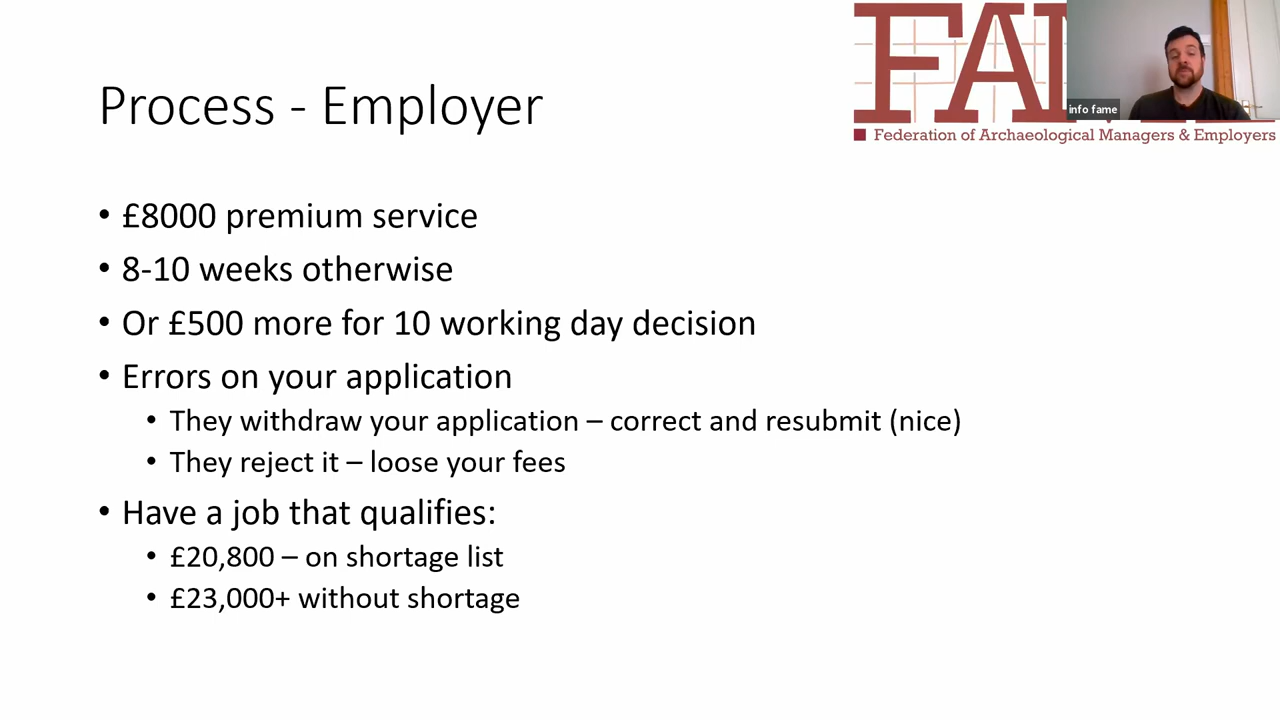 Process - Employer
FA
info fame
Federation of Archaeological Managers & Employers
• £8000 premium service
• 8-10 weeks otherwise
• Or £500 more for 10 working day decision
• Errors on your application
• They withdraw your application – correct and resubmit (nice)
• They reject it – loose your fees
• Have a job that qualifies:
• £20,800 – on shortage list
• £23,000+ without shortage